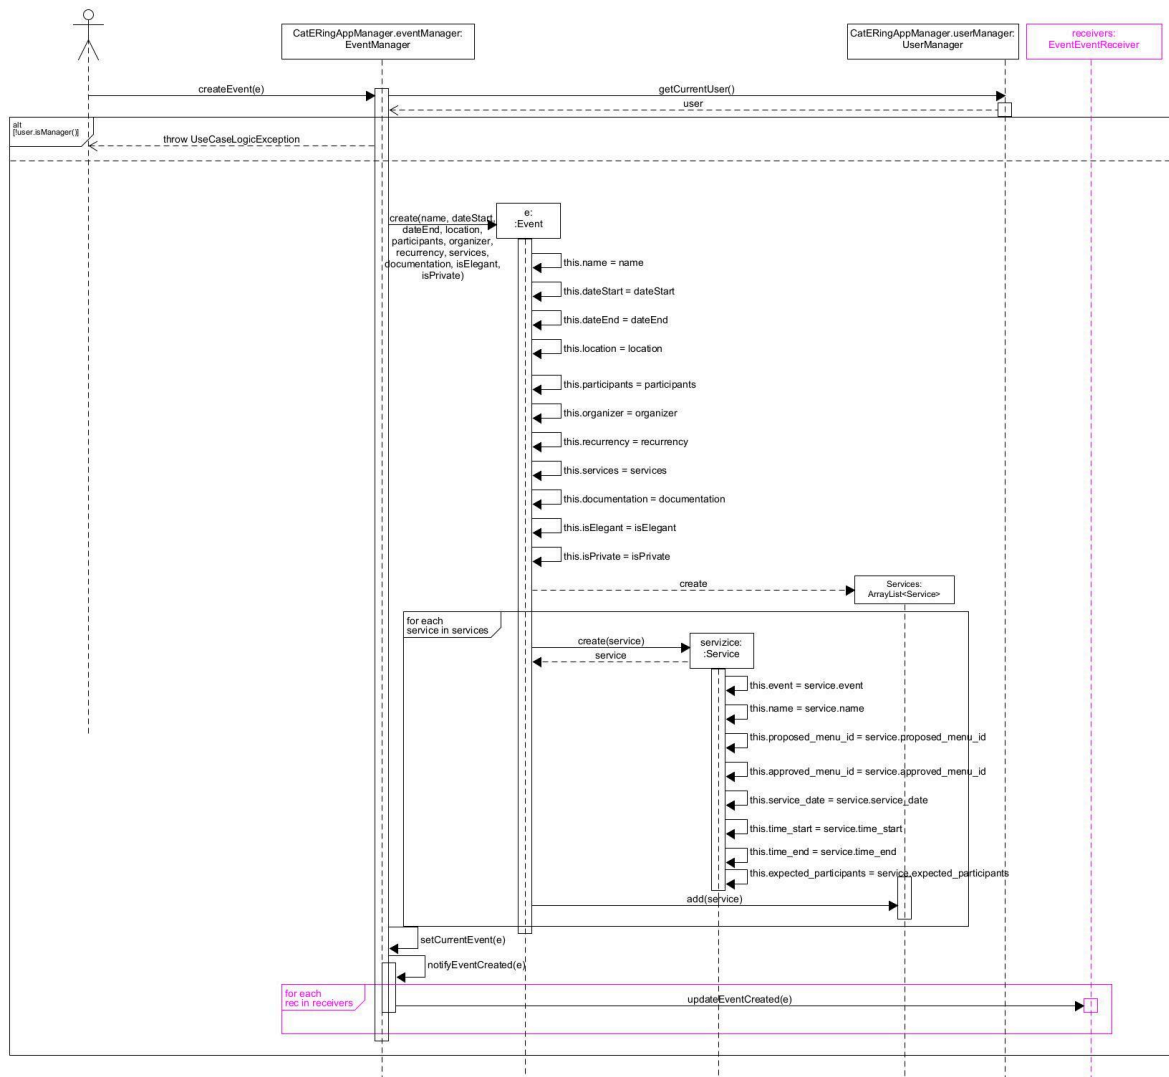 CatERingAppManager.eventManager:
EventManager
CatERingAppManager.userManager:
UserManager
receivers:
EventEventReceiver
createEvent(e)
getCurrentUser()
user
alt
[!user.isManager()]
throw UseCaseLogicException
create(name, dateStart,
dateEnd, location,
participants, organizer,
recurrency, services,
documentation, isElegant,
isPrivate)
e:
:Event
this.name = name
this.dateStart = dateStart
this.dateEnd = dateEnd
this.location = location
this.participants = participants
this.organizer = organizer
this.recurrency = recurrency
this.services = services
this.documentation = documentation
this.isElegant = isElegant
this.isPrivate = isPrivate
create
Services:
ArrayList<Service>
for each
service in services
create(service)
service
servizice:
:Service
this.event = service.event
this.name = service.name
this.proposed_menu_id = service.proposed_menu_id
this.approved_menu_id = service.approved_menu_id
this.service_date = service.service_date
this.time_start = service.time_start
this.time_end = service.time_end
this.expected_participants = service.expected_participants
add(service)
setCurrentEvent(e)
notifyEventCreated(e)
for each
rec in receivers
updateEventCreated(e)